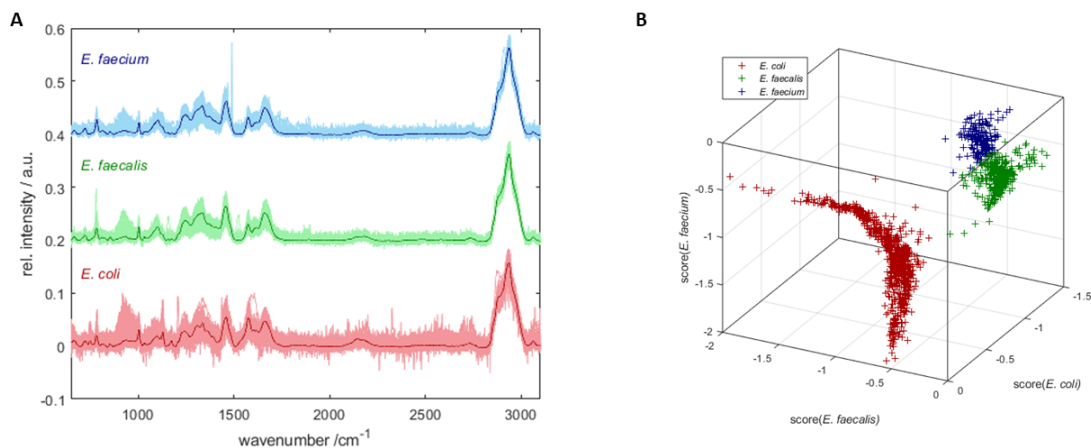 A
0.6
0.5
0.4
0.3
0.2
0.1
0
-0.1
E. faecium
E. faecalis
E. coli
rel. intensity / a.u.
1000 1500 2000 2500 3000
wavenumber /cm⁻¹
B
E. coli
E. faecalis
E. faecium
0
-0.5
-1
-1.5
-2
score(E. faecium)
-2 -1.5 -1 -0.5 0
score(E. faecalis)
0 -0.5 -1 -1.5
score(E. coli)